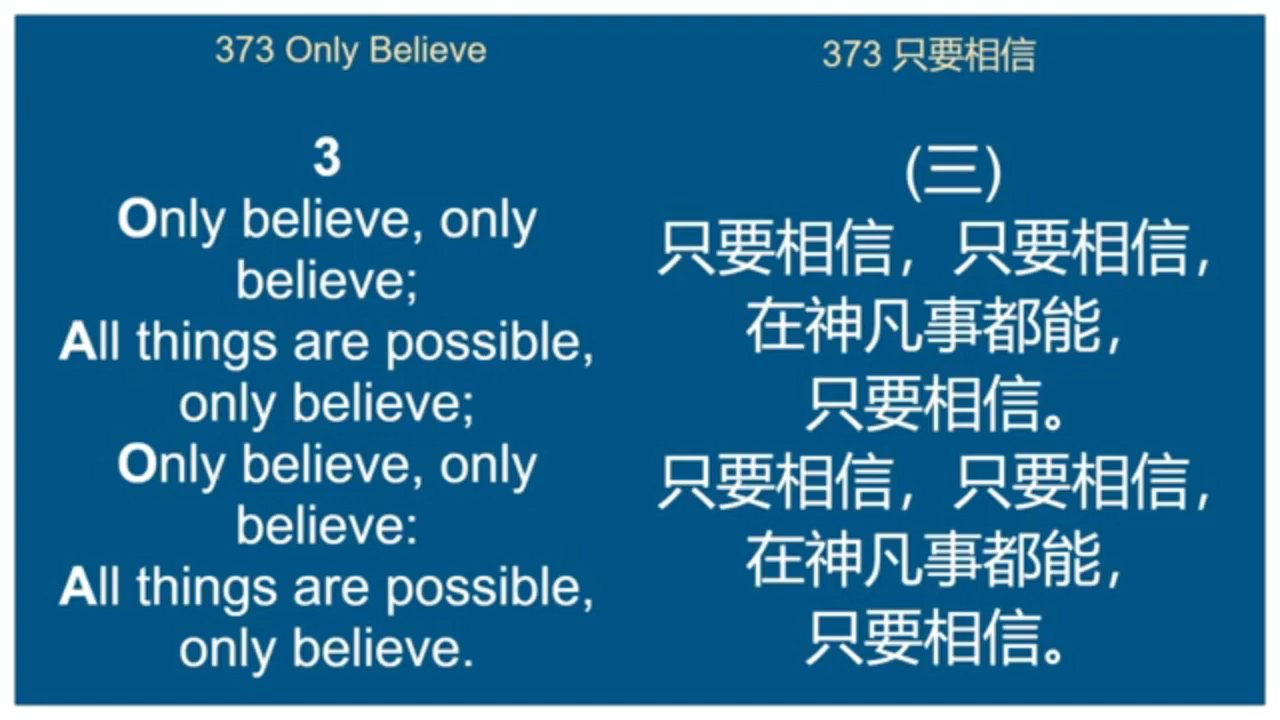 373 Only Believe
3
Only believe, only
believe;
All things are possible,
only believe;
Only believe, only
believe:
All things are possible,
only believe.
373 只要相信
(三)
只要相信，只要相信，
在神凡事都能，
只要相信。
只要相信，只要相信，
在神凡事都能，
只要相信。